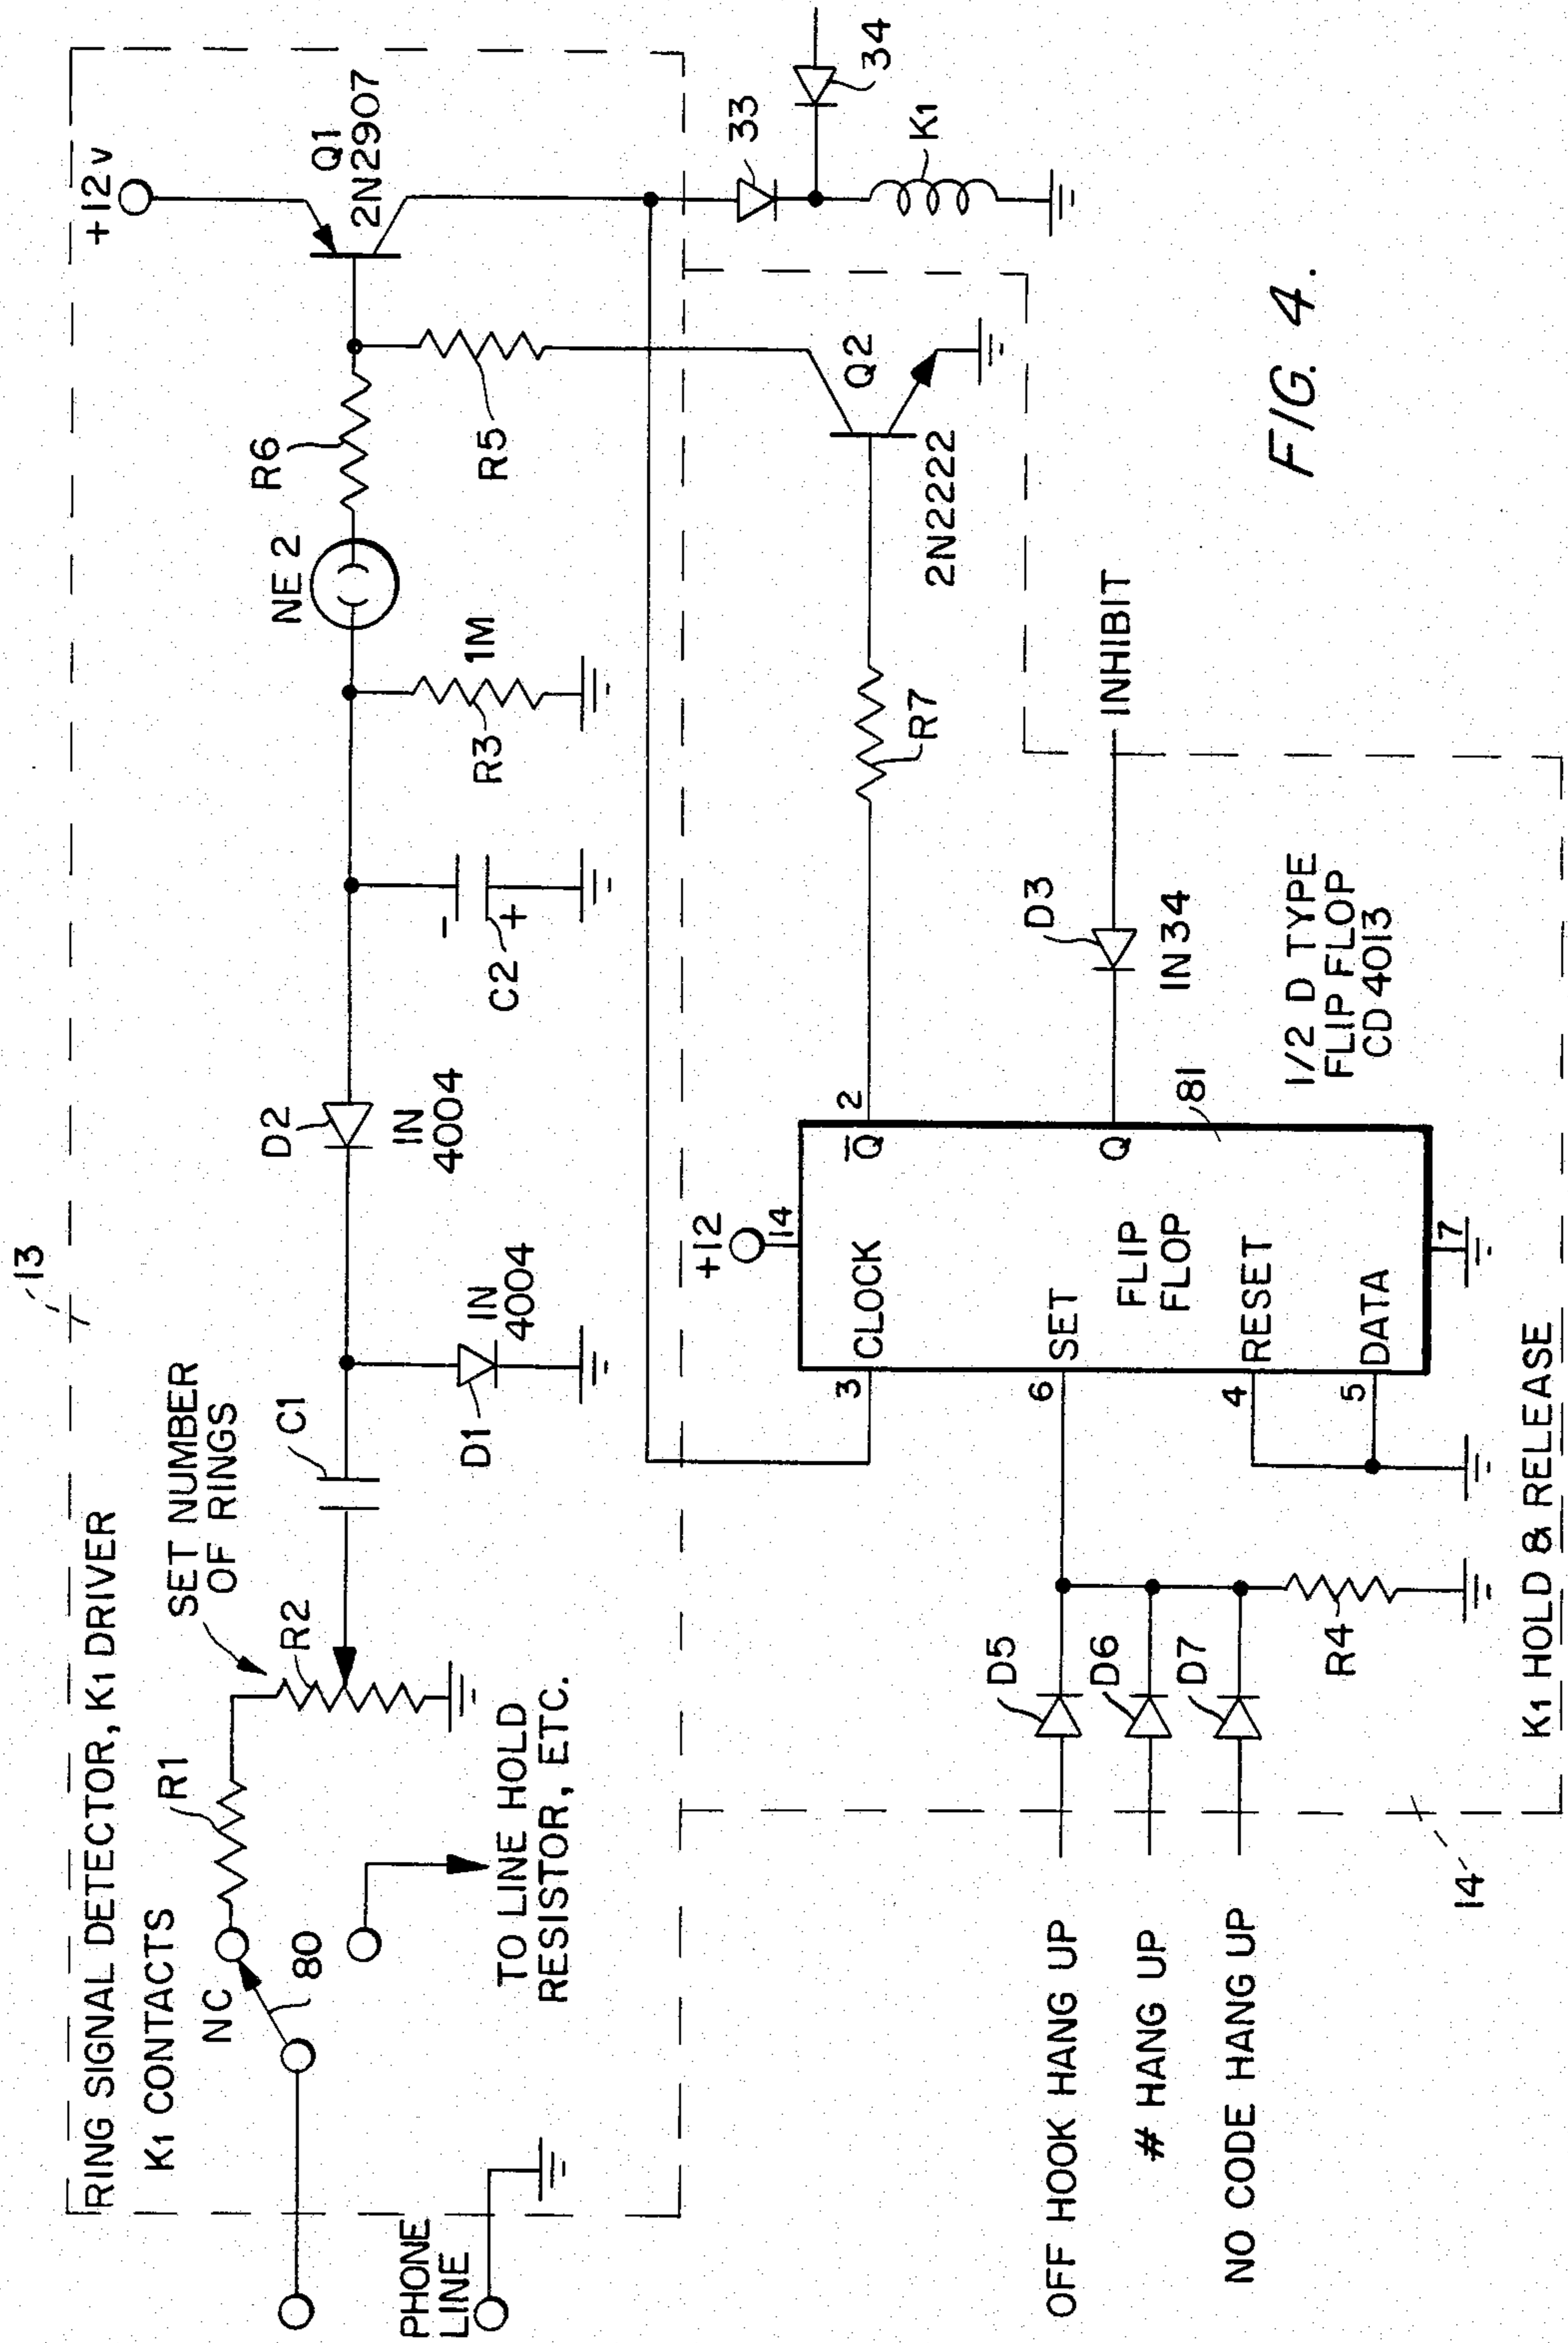 13
RING SIGNAL DETECTOR, K1 DRIVER
K1 CONTACTS
NC
80
R1
SET NUMBER
OF RINGS
R2
C1
D1
IN
4004
D2
IN
4004
C2
-
+
R3
1M
NE 2
R6
R5
+12 V
Q1
2N2907
PHONE
LINE
TO LINE HOLD
RESISTOR, ETC.
33
34
K1
Q2
2N2222
R7
INHIBIT
D3
IN34
1/2 D TYPE
FLIP FLOP
CD 4013
81
+12
14
2
Q̅
Q
3
CLOCK
6
SET
FLIP
FLOP
4
RESET
5
DATA
17
D5
D6
D7
R4
OFF HOOK HANG UP
# HANG UP
NO CODE HANG UP
14
K1 HOLD & RELEASE
FIG. 4.